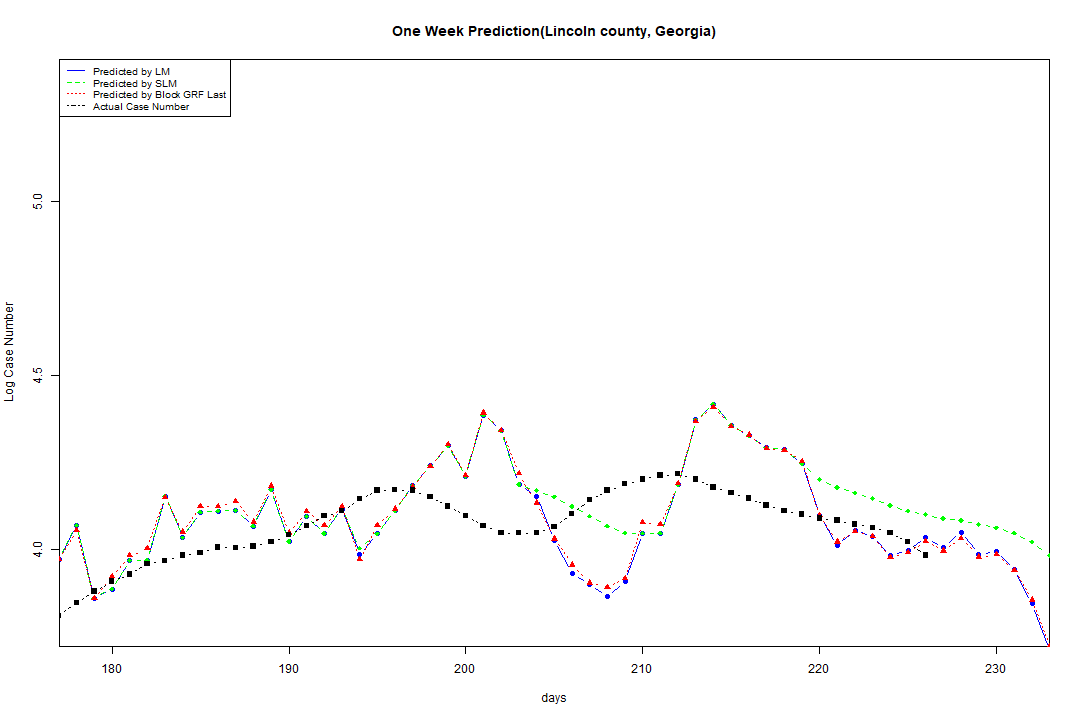 One Week Prediction(Lincoln county, Georgia)
Predicted by LM
Predicted by SLM
Predicted by Block GRF Last
Actual Case Number
5.0
4.5
4.0
Log Case Number
180 190 200 210 220 230
days